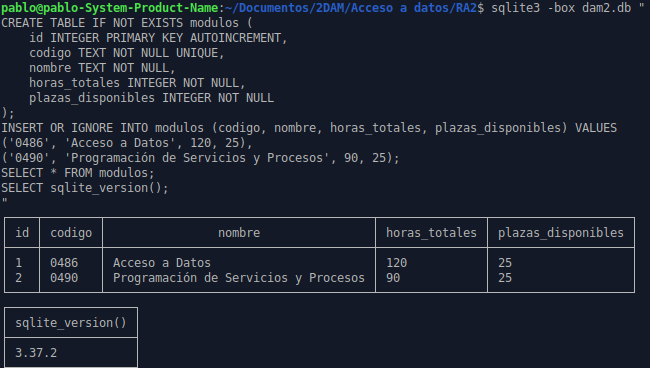 pablo@pablo-System-Product-Name:~/Documentos/2DAM/Acceso a datos/RA2$ sqlite3 -box dam2.db "
CREATE TABLE IF NOT EXISTS modulos (
    id INTEGER PRIMARY KEY AUTOINCREMENT,
    codigo TEXT NOT NULL UNIQUE,
    nombre TEXT NOT NULL,
    horas_totales INTEGER NOT NULL,
    plazas_disponibles INTEGER NOT NULL
);
INSERT OR IGNORE INTO modulos (codigo, nombre, horas_totales, plazas_disponibles) VALUES
('0486', 'Acceso a Datos', 120, 25),
('0490', 'Programación de Servicios y Procesos', 90, 25);
SELECT * FROM modulos;
SELECT sqlite_version();
"
id codigo nombre horas_totales plazas_disponibles
1 0486 Acceso a Datos 120 25
2 0490 Programación de Servicios y Procesos 90 25
sqlite_version()
3.37.2